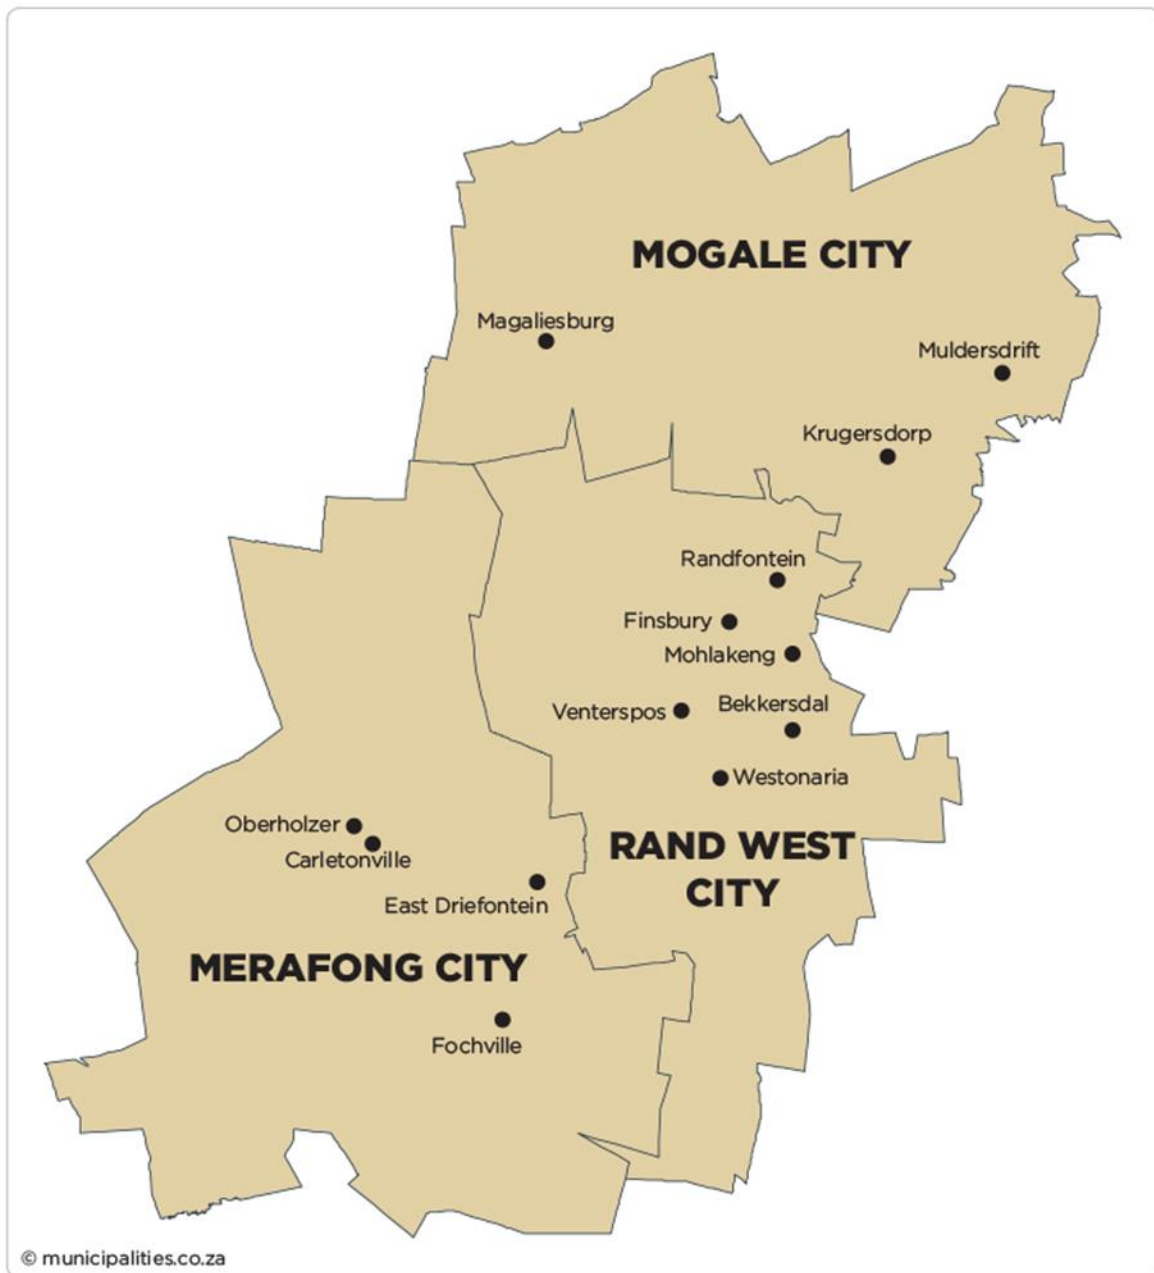 MOGALE CITY
Magaliesburg
Muldersdrift
Krugersdorp
Randfontein
Finsbury
Mohlakeng
Venterspos
Bekkersdal
Westonaria
Oberholzer
RAND WEST
CITY
Carletonville
East Driefontein
MERAFONG CITY
Fochville
© municipalities.co.za